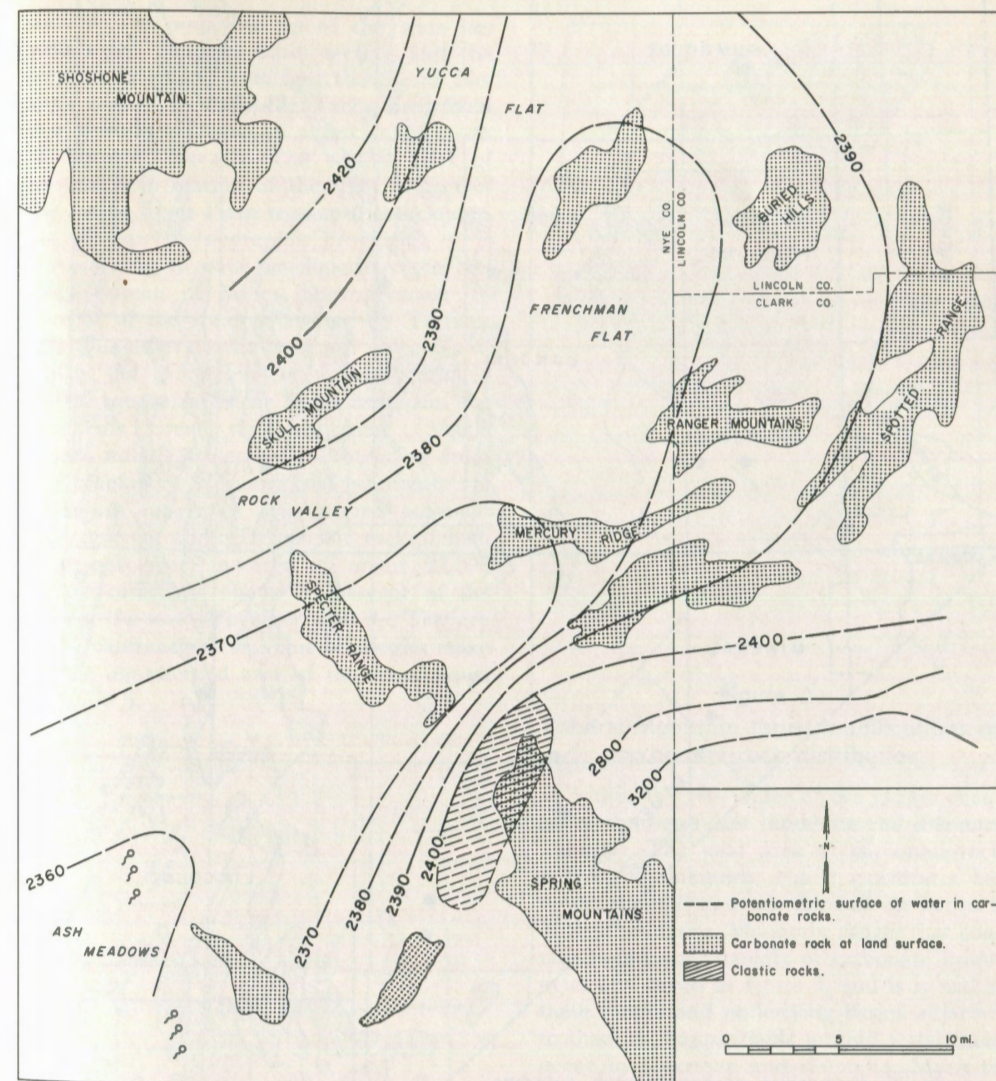 SHOSHONE
MOUNTAIN
YUCCA
FLAT
2420
2390
BURIED
HILLS
NYE CO
LINCOLN CO
LINCOLN CO.
CLARK CO.
FRENCHMAN
FLAT
2390
2400
SKULL MOUNTAIN
SPOTTED RANGE
RANGER MOUNTAINS
2380
ROCK
VALLEY
MERCURY RIDGE
SPECTER
RANGE
2370
2400
2800
3200
2360
2400
2390
2380
2370
ASH
MEADOWS
SPRING
MOUNTAINS
N
Potentiometric surface of water in car-
bonate rocks.
Carbonate rock at land surface.
Clastic rocks.
0 5 10 mi.